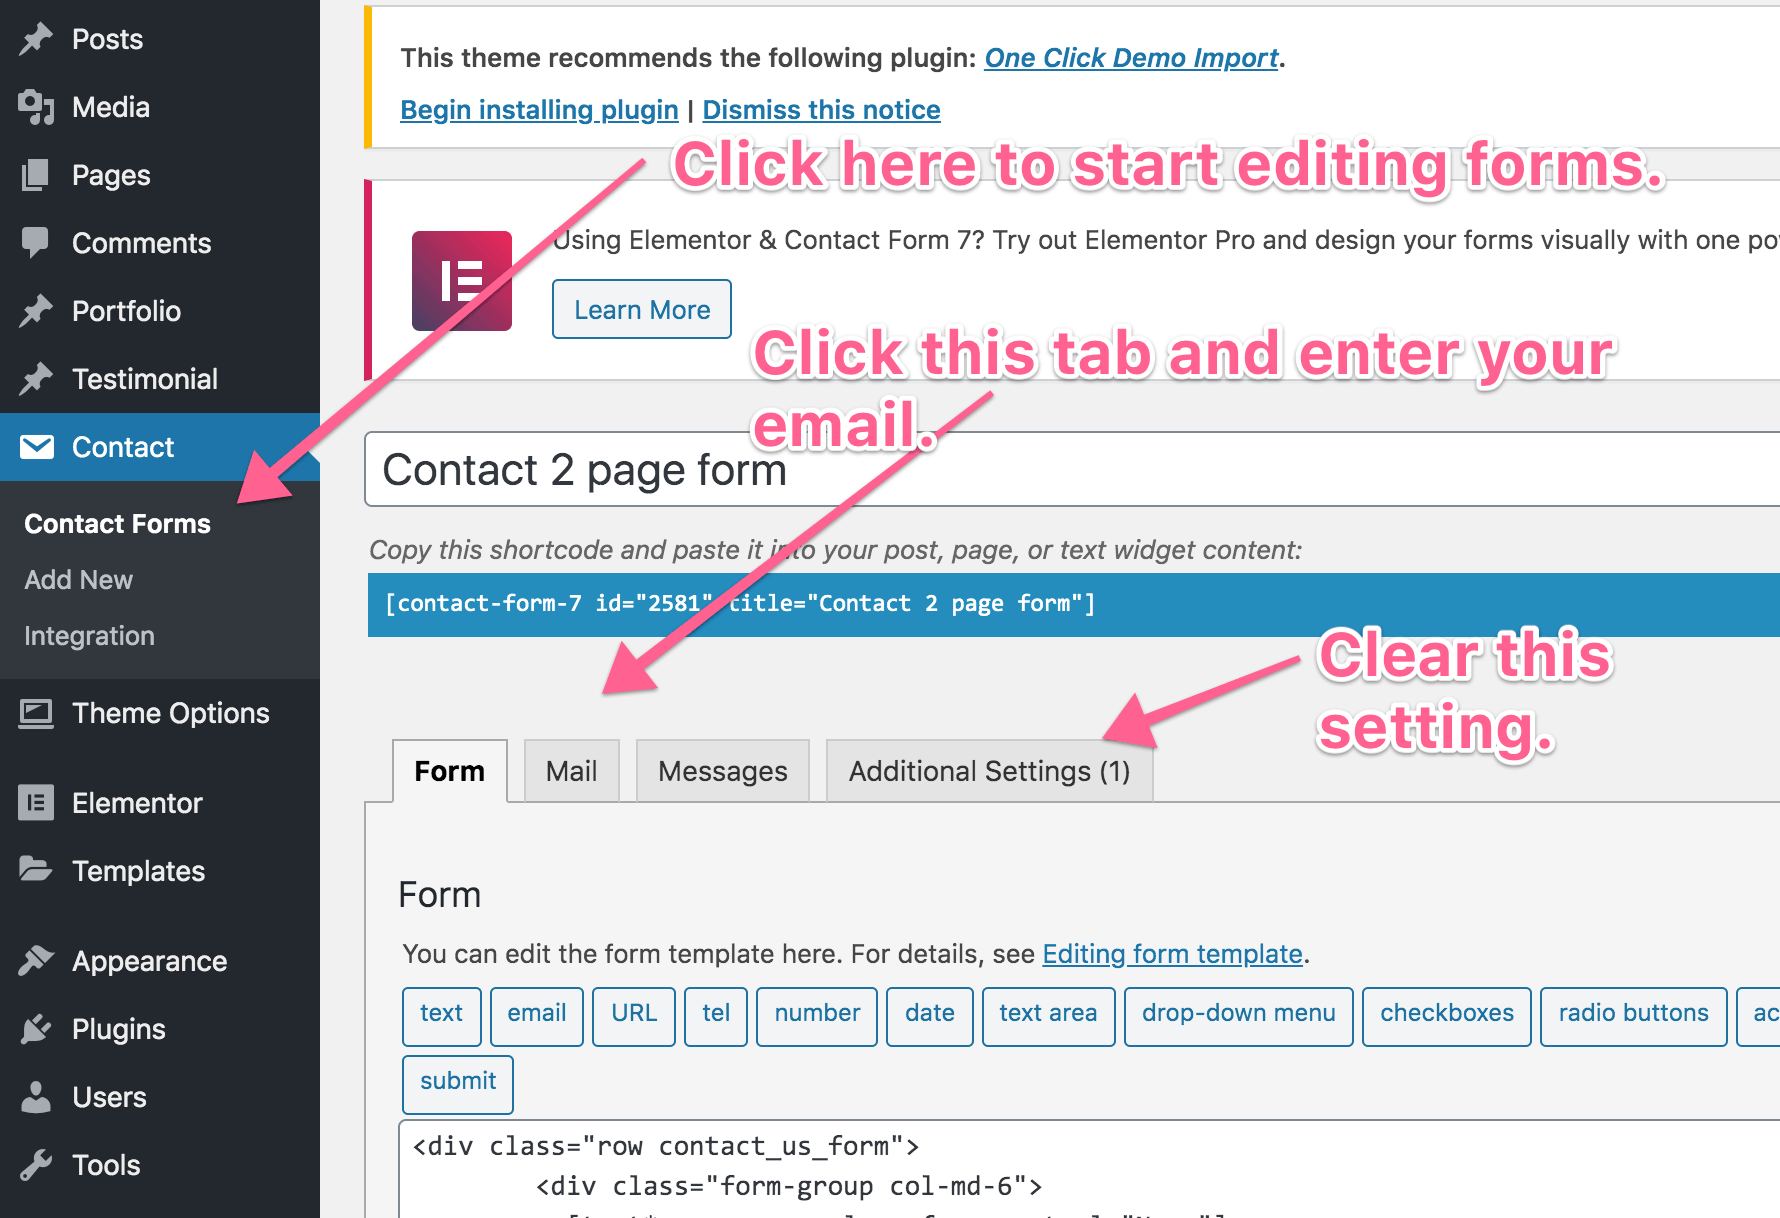 Posts
Media
Pages
Comments
Portfolio
Testimonial
Contact
Contact Forms
Add New
Integration
Theme Options
Elementor
Templates
Appearance
Plugins
Users
Tools
This theme recommends the following plugin: One Click Demo Import.
Begin installing plugin | Dismiss this notice
Click here to start editing forms.
Using Elementor & Contact Form 7? Try out Elementor Pro and design your forms visually with one
Learn More
Click this tab and enter your
email.
Contact 2 page form
Copy this shortcode and paste it into your post, page, or text widget content:
[contact-form-7 id="2581" title="Contact 2 page form"]
Clear this
setting.
Form
Mail
Messages
Additional Settings (1)
Form
You can edit the form template here. For details, see Editing form template.
text
email
URL
tel
number
date
text area
drop-down menu
checkboxes
radio buttons
submit
<div class="row contact_us_form">
<div class="form-group col-md-6">